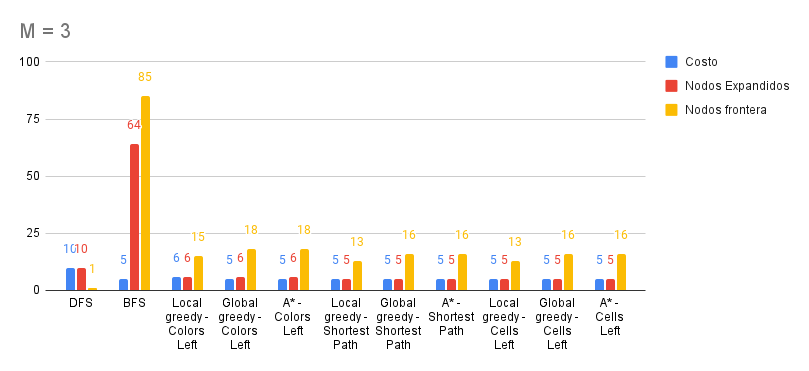 M = 3
100
75
50
25
0
10
10
1
5
64
85
6
6
15
5
6
18
5
6
18
5
5
13
5
5
16
5
5
16
5
5
13
5
5
16
5
5
16
DFS
BFS
Local
greedy -
Colors
Left
Global
greedy -
Colors
Left
A* -
Colors
Left
Local
greedy -
Shortest
Path
Global
greedy -
Shortest
Path
A* -
Shortest
Path
Local
greedy -
Cells
Left
Global
greedy -
Cells
Left
A* -
Cells
Left
Costo
Nodos Expandidos
Nodos frontera